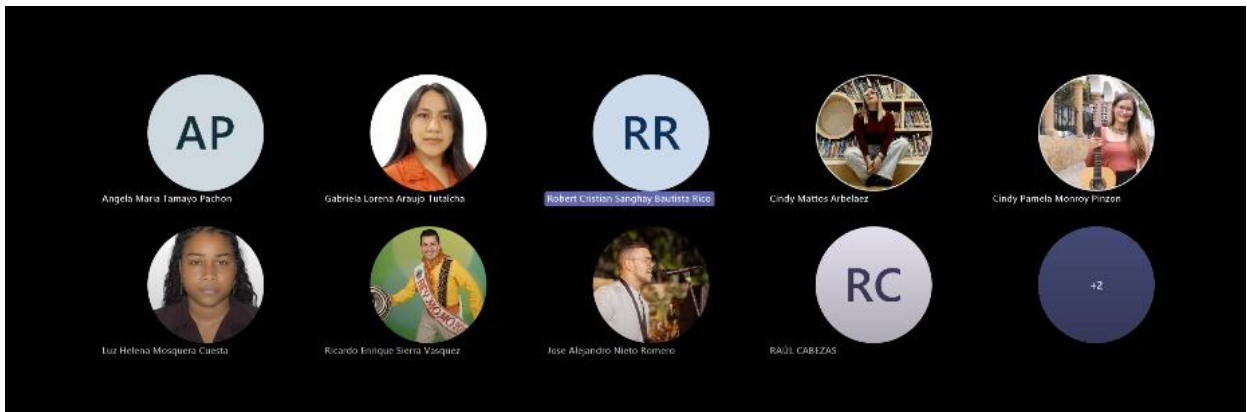 AP
RR
Angela Maria Tamayo Pachon
Gabriela Lorena Araujo Tutalcha
Robert Cristian Sanghay Bautista Rico
Cindy Mattos Arbelaez
Cindy Pamela Monroy Pinzon
REY MOMO
RC
+2
Luz Helena Mosquera Cuesta
Ricardo Enrique Sierra Vasquez
Jose Alejandro Nieto Romero
RAÚL CABEZAS